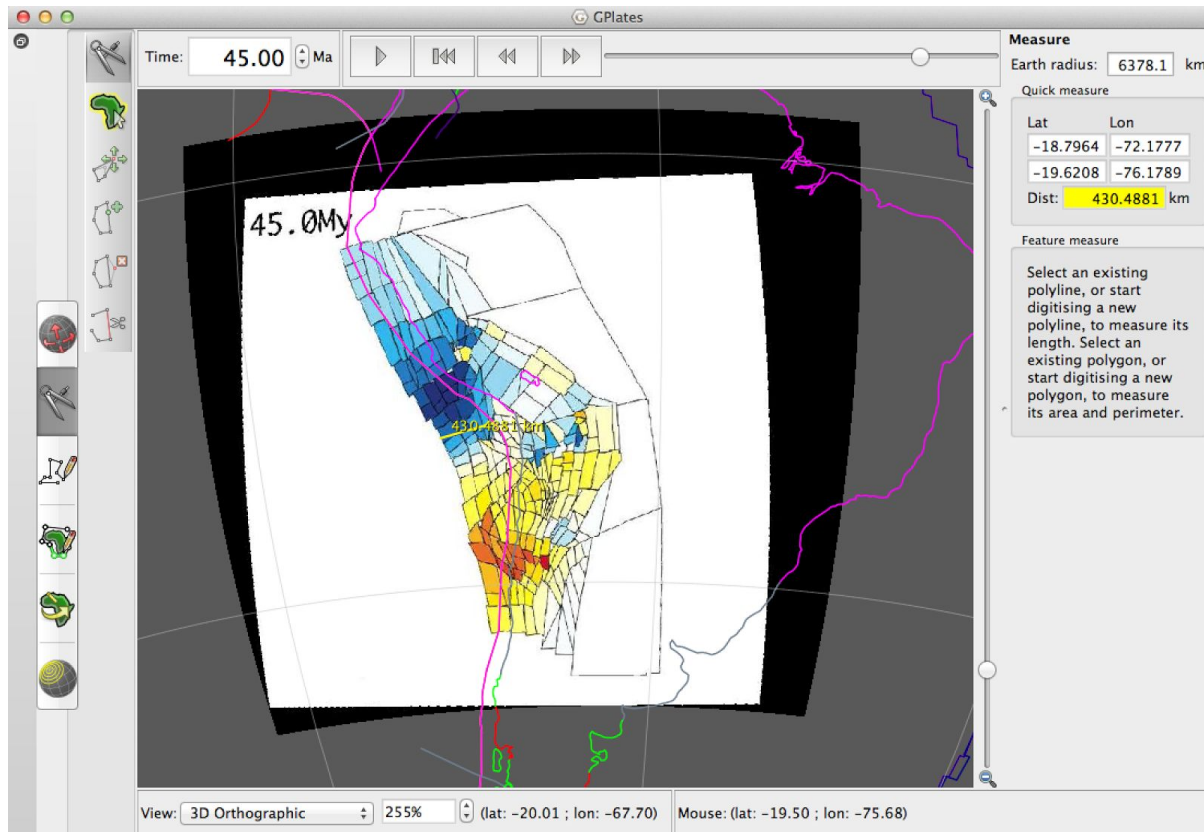 GPlates
Time: 45.00 Ma
Measure
Earth radius: 6378.1 km
Quick measure
Lat Lon
-18.7964 -72.1777
-19.6208 -76.1789
Dist: 430.4881 km
Feature measure
Select an existing
polyline, or start
digitising a new
polyline, to measure its
length. Select an
existing polygon, or
start digitising a new
polygon, to measure
its area and perimeter.
45.0My
430.4881 km
View: 3D Orthographic 255% (lat: -20.01 ; lon: -67.70) Mouse: (lat: -19.50 ; lon: -75.68)